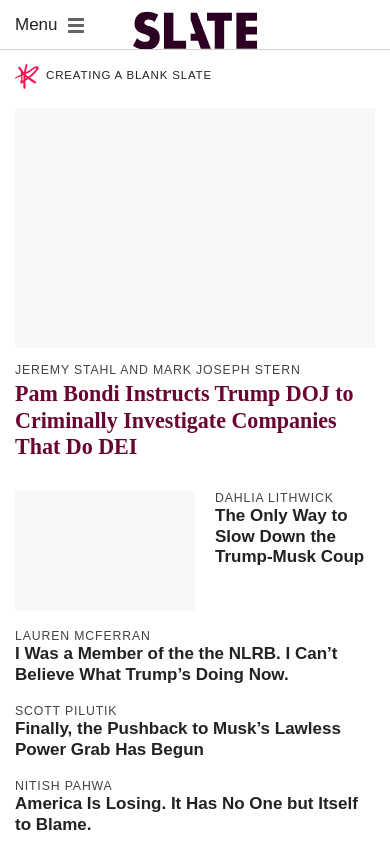 Menu
SLATE
CREATING A BLANK SLATE
JEREMY STAHL AND MARK JOSEPH STERN
Pam Bondi Instructs Trump DOJ to
Criminally Investigate Companies
That Do DEI
DAHLIA LITHWICK
The Only Way to
Slow Down the
Trump-Musk Coup
LAUREN MCFERRAN
I Was a Member of the the NLRB. I Can’t
Believe What Trump’s Doing Now.
SCOTT PILUTIK
Finally, the Pushback to Musk’s Lawless
Power Grab Has Begun
NITISH PAHWA
America Is Losing. It Has No One but Itself
to Blame.